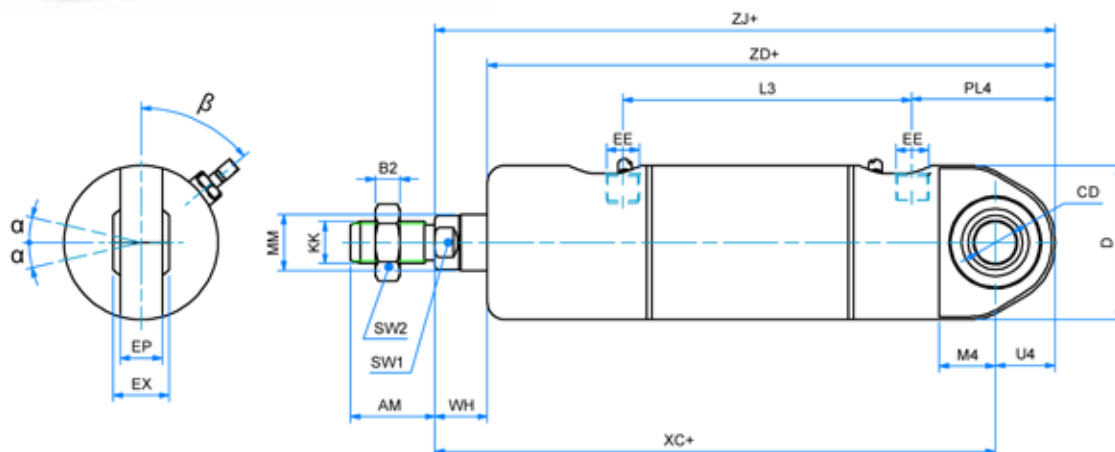 ZJ+
ZD+
L3
PL4
β
EE
EE
B2
CD
α
α
MM
KK
D
SW2
SW1
EP
EX
M4
U4
AM
WH
XC+